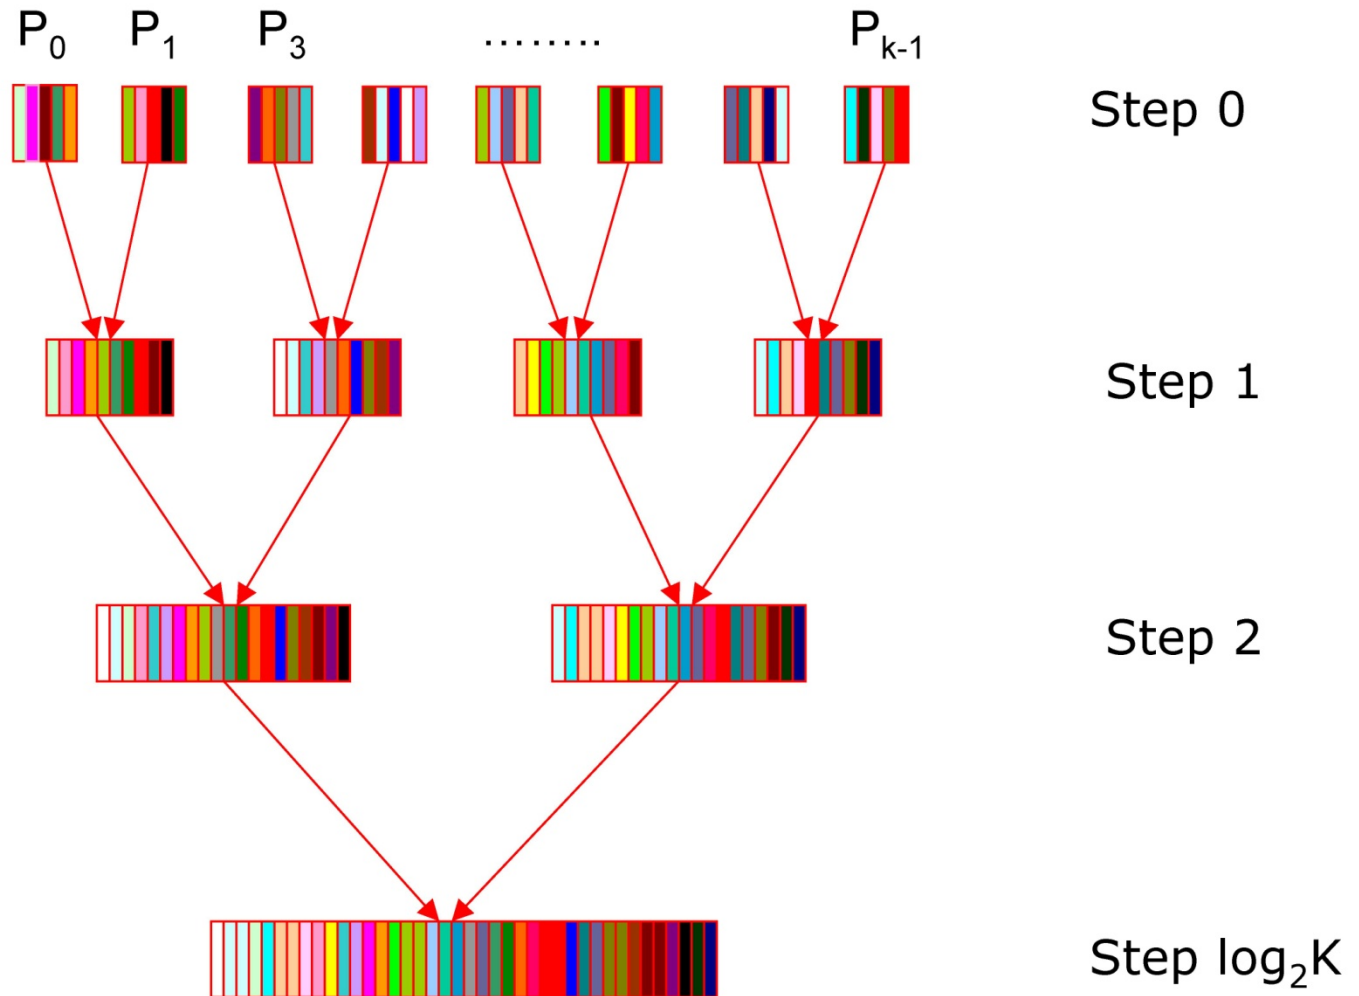 P₀ P₁ P₃ ........ Pₖ₋₁
Step 0
Step 1
Step 2
Step log₂K